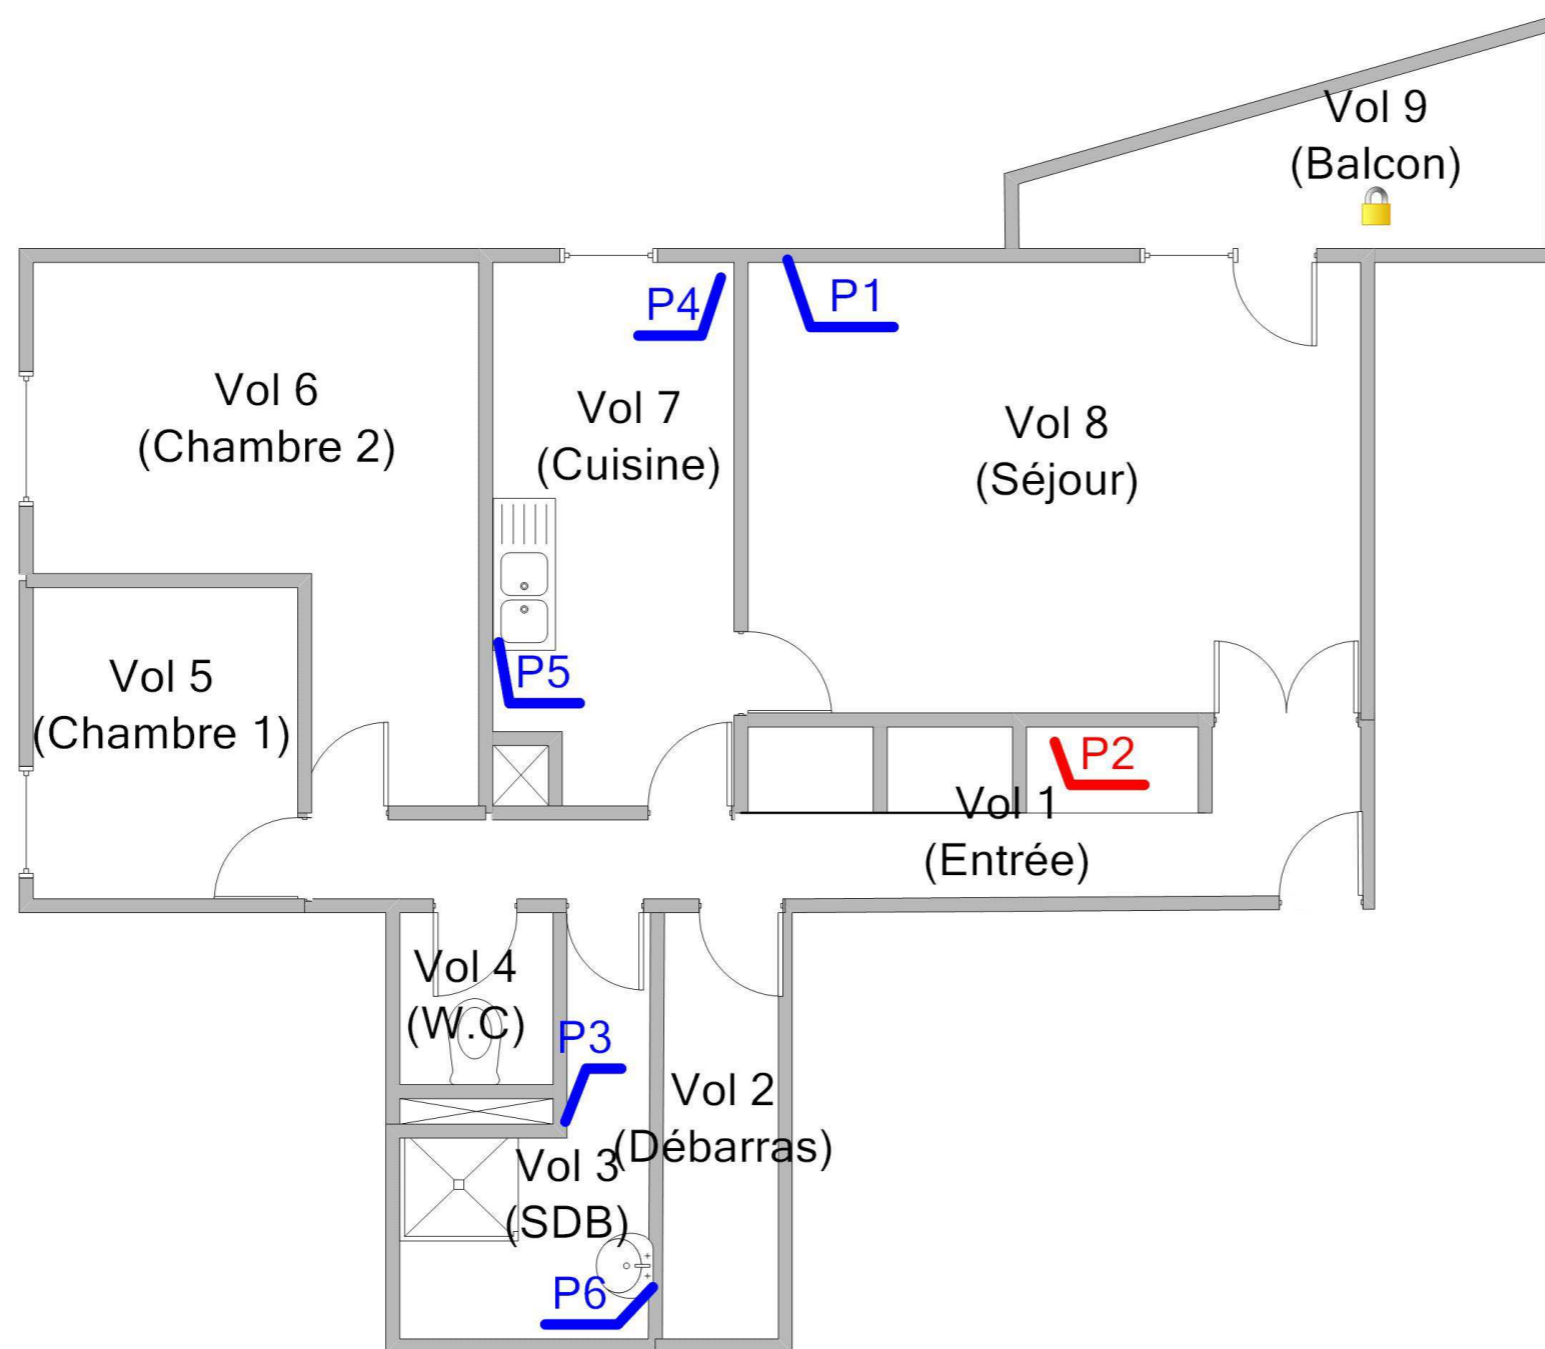 Vol 9
(Balcon)
P4
P1
Vol 6
(Chambre 2)
Vol 7
(Cuisine)
Vol 8
(Séjour)
P5
Vol 5
(Chambre 1)
P2
Vol 1
(Entrée)
Vol 4
(W.C)
P3
Vol 2
(Débarras)
Vol 3
(SDB)
P6